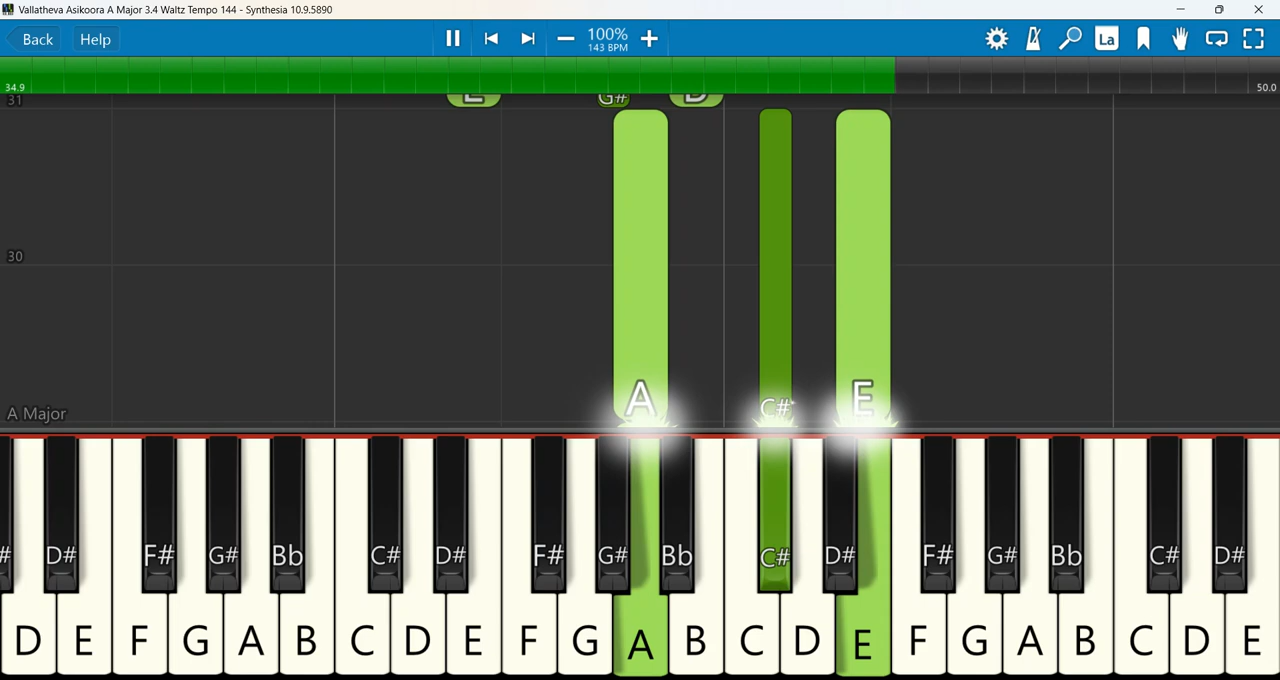 Vallatheva Asikoora A Major 3.4 Waltz Tempo 144 - Synthesia 10.9.5890
Back Help 100% La
143 BPM
34.9 50.0
31 E G# D
30
A Major A C# E
# D# F# G# Bb C# D# F# G# Bb C# D# F# G# Bb C# D#
D E F G A B C D E F G A B C D E F G A B C D E